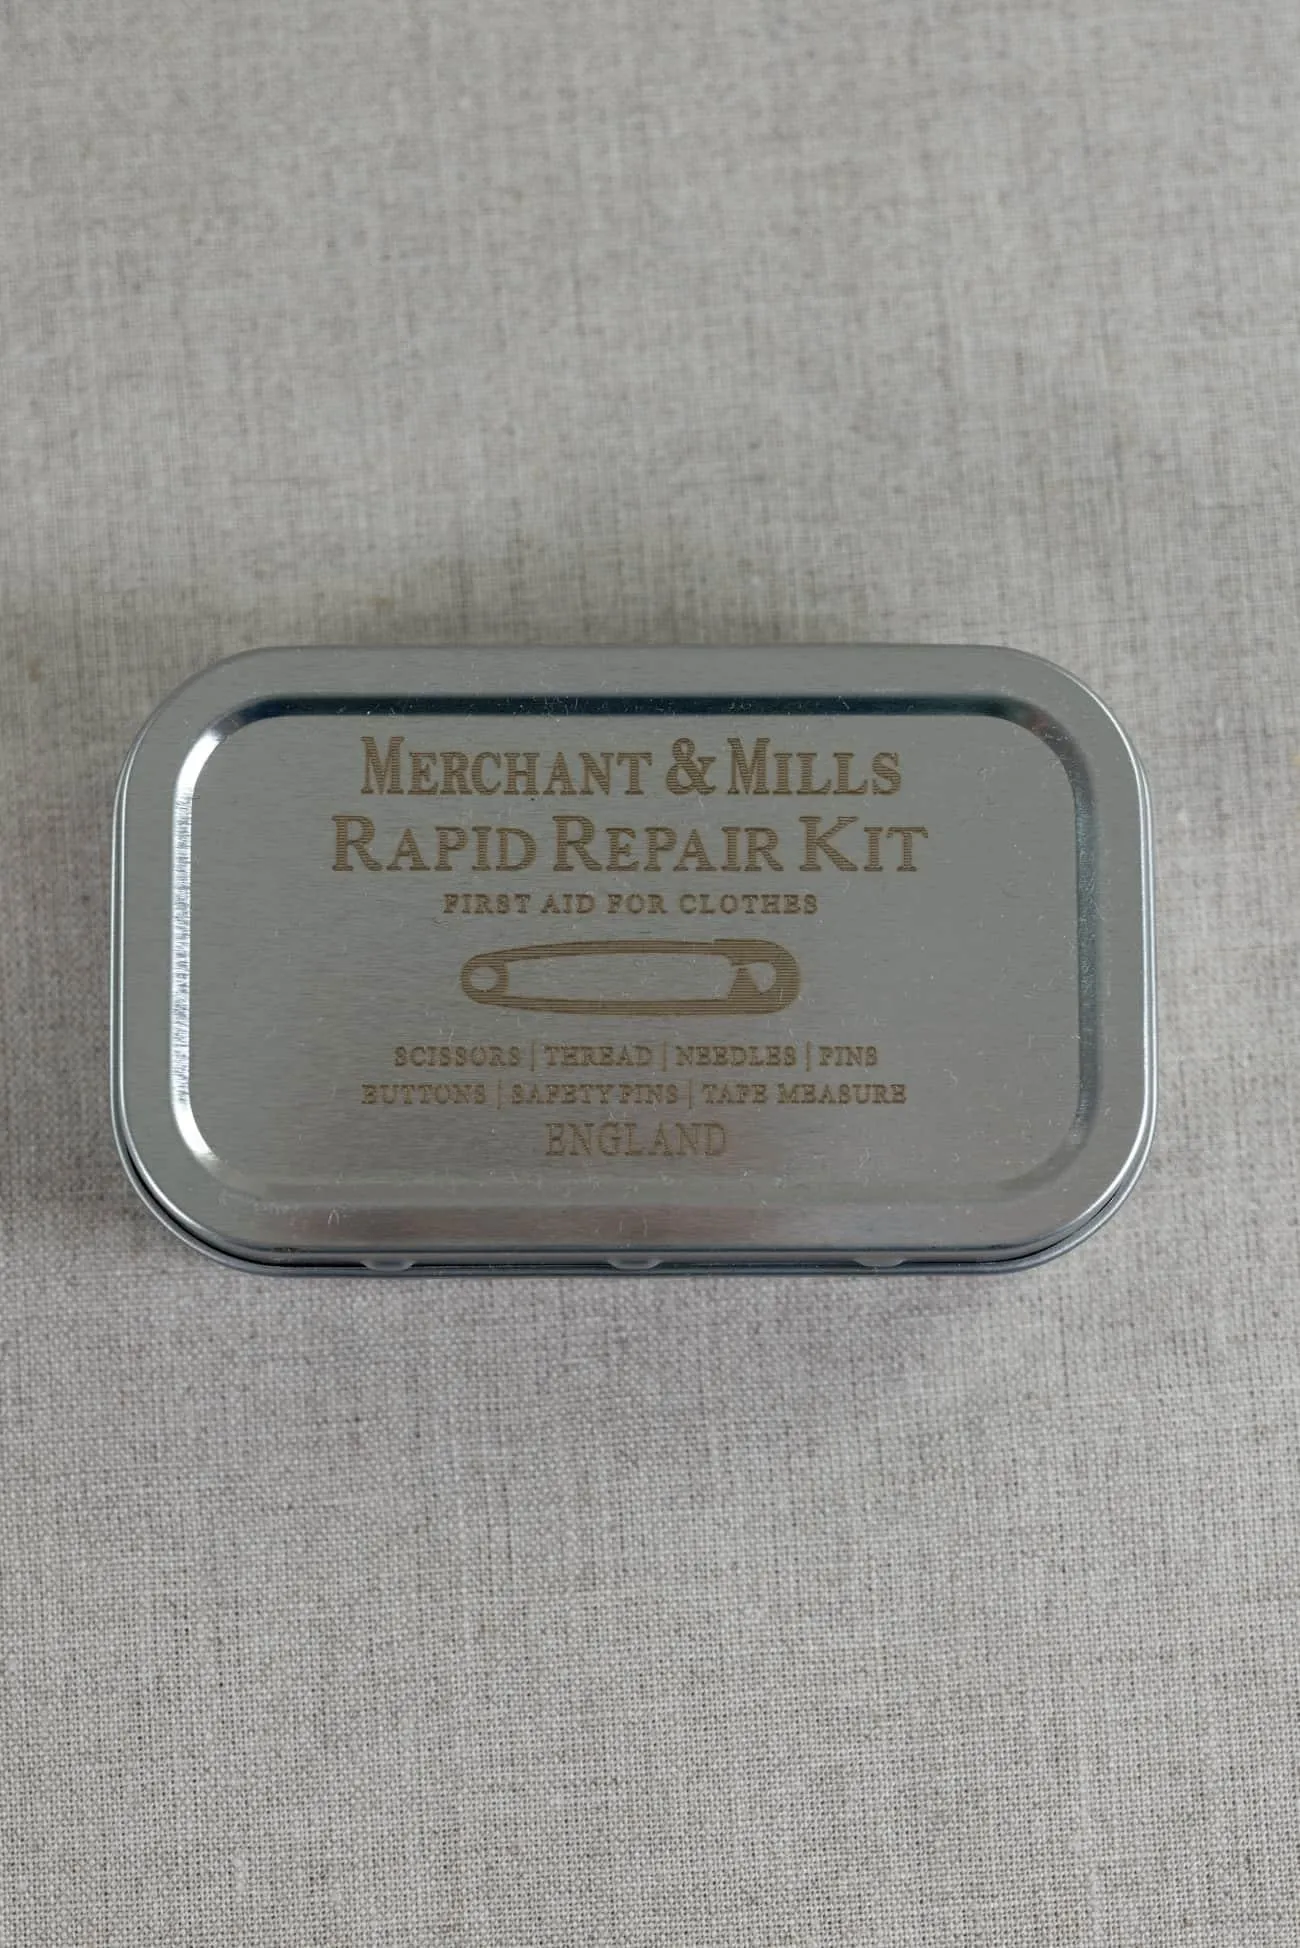 MERCHANT & MILLS
RAPID REPAIR KIT
FIRST AID FOR CLOTHES
SCISSORS | THREAD | NEEDLES | PINS
BUTTONS | SAFETY PINS | TAPE MEASURE
ENGLAND